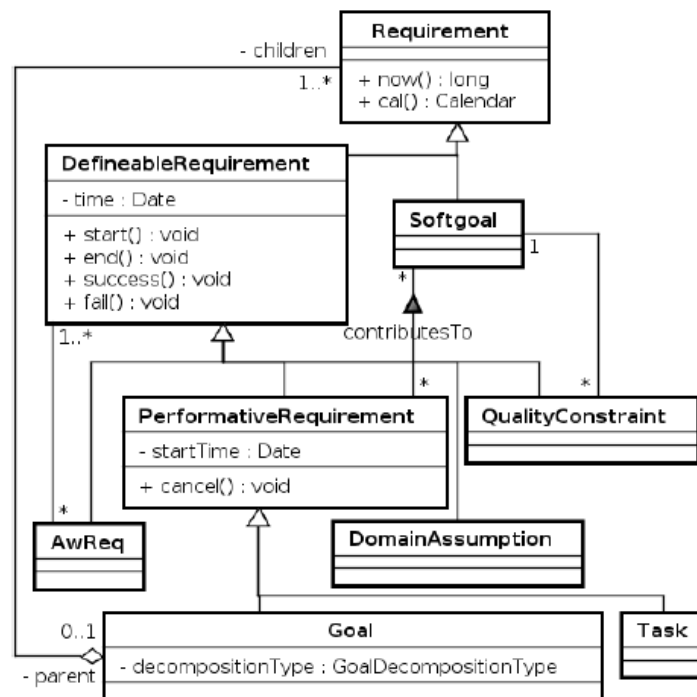 Requirement
- children
1..*
+ now() : long
+ cal() : Calendar
DefineableRequirement
- time : Date
+ start() : void
+ end() : void
+ success() : void
+ fail() : void
Softgoal
1
*
1..*
contributesTo
*
*
PerformativeRequirement
- startTime : Date
+ cancel() : void
QualityConstraint
*
AwReq
DomainAssumption
0..1
- parent
Goal
- decompositionType : GoalDecompositionType
Task